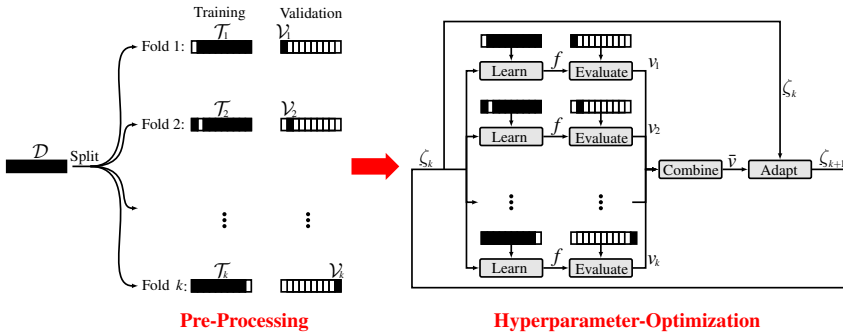 Training Validation
𝒯₁ 𝒱₁
Fold 1:
𝒯₂ 𝒱₂
Fold 2:
𝒟
Split
𝒯ₖ 𝒱ₖ
Fold k:
Pre-Processing
Learn f Evaluate v₁
Learn f Evaluate v₂
ζₖ
ζₖ
Combine v̄ Adapt ζₖ₊₁
Learn f Evaluate vₖ
Hyperparameter-Optimization